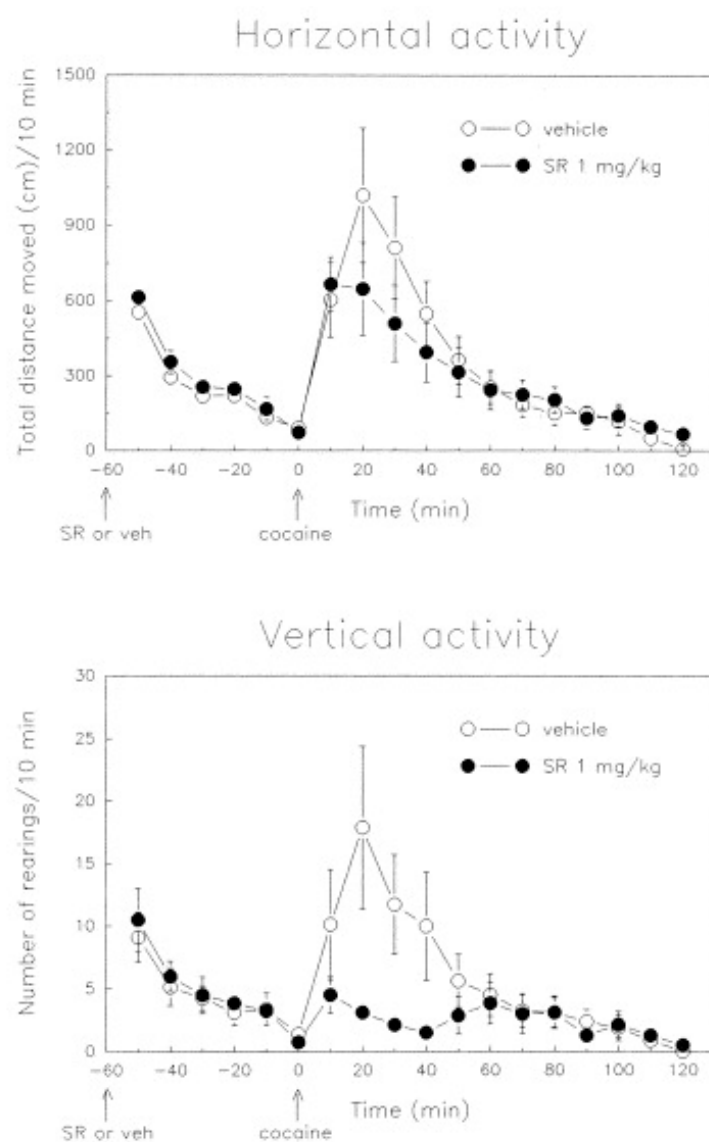 Horizontal activity
Total distance moved (cm)/10 min
1500
1200
900
600
300
0
vehicle
SR 1 mg/kg
−60 −40 −20 0 20 40 60 80 100 120
Time (min)
SR or veh cocaine
Vertical activity
Number of rearings/10 min
30
25
20
15
10
5
0
vehicle
SR 1 mg/kg
−60 −40 −20 0 20 40 60 80 100 120
Time (min)
SR or veh cocaine